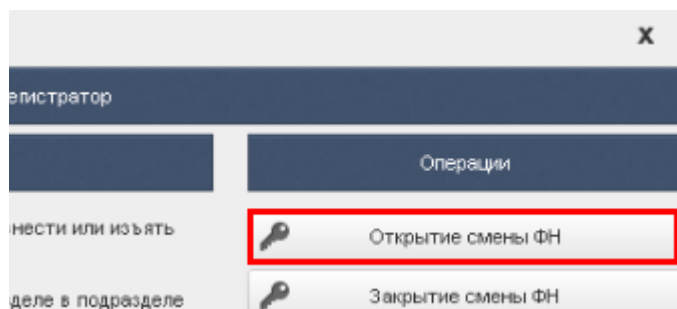 x
егистратор
Операции
нести или изъять
Открытие смены ФН
деле в подразделе
Закрытие смены ФН